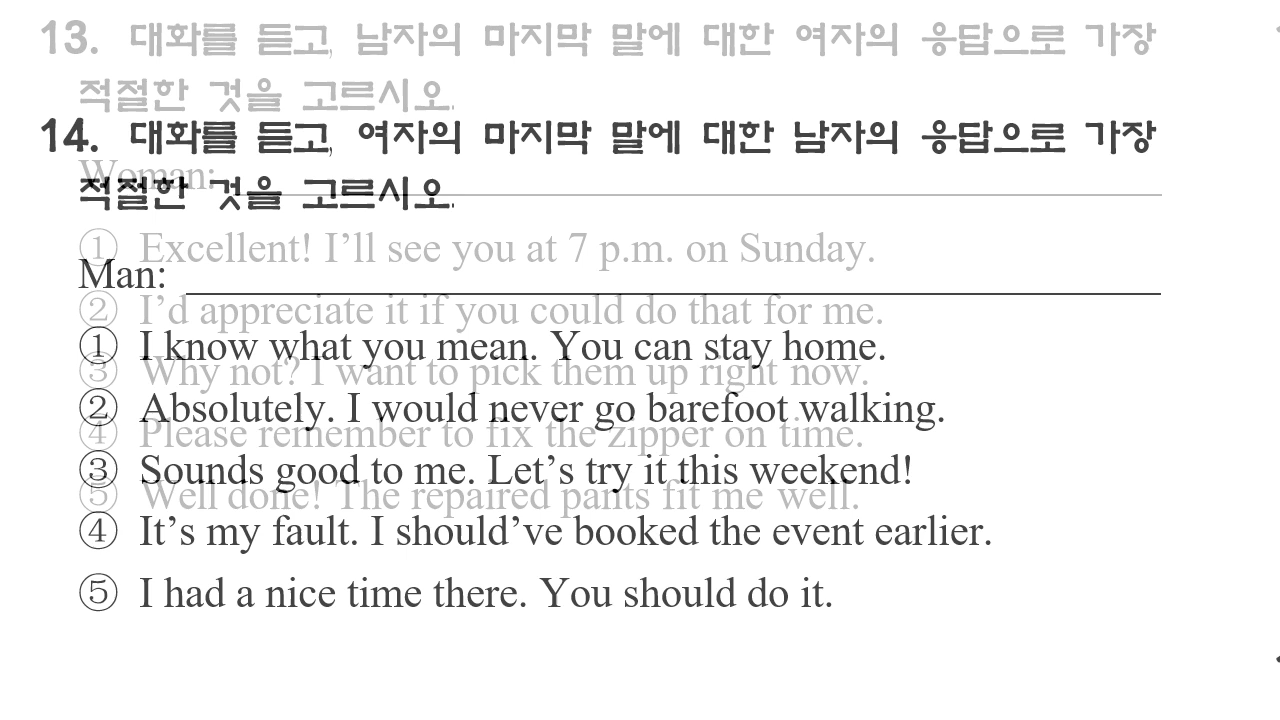 13. 대화를 듣고, 남자의 마지막 말에 대한 여자의 응답으로 가장
적절한 것을 고르시오.
Woman:
① Excellent! I’ll see you at 7 p.m. on Sunday.
② I’d appreciate it if you could do that for me.
③ Why not? I want to pick them up right now.
④ Please remember to fix the zipper on time.
⑤ Well done! The repaired pants fit me well.
14. 대화를 듣고, 여자의 마지막 말에 대한 남자의 응답으로 가장
적절한 것을 고르시오.
Man:
① I know what you mean. You can stay home.
② Absolutely. I would never go barefoot walking.
③ Sounds good to me. Let’s try it this weekend!
④ It’s my fault. I should’ve booked the event earlier.
⑤ I had a nice time there. You should do it.